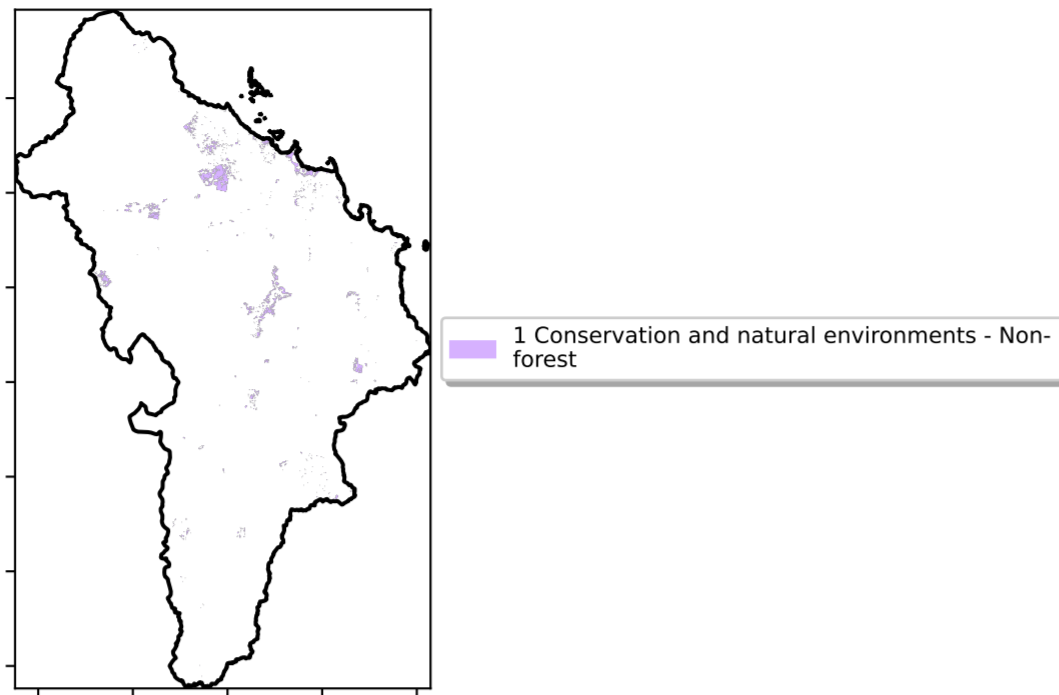 1 Conservation and natural environments - Non-
forest